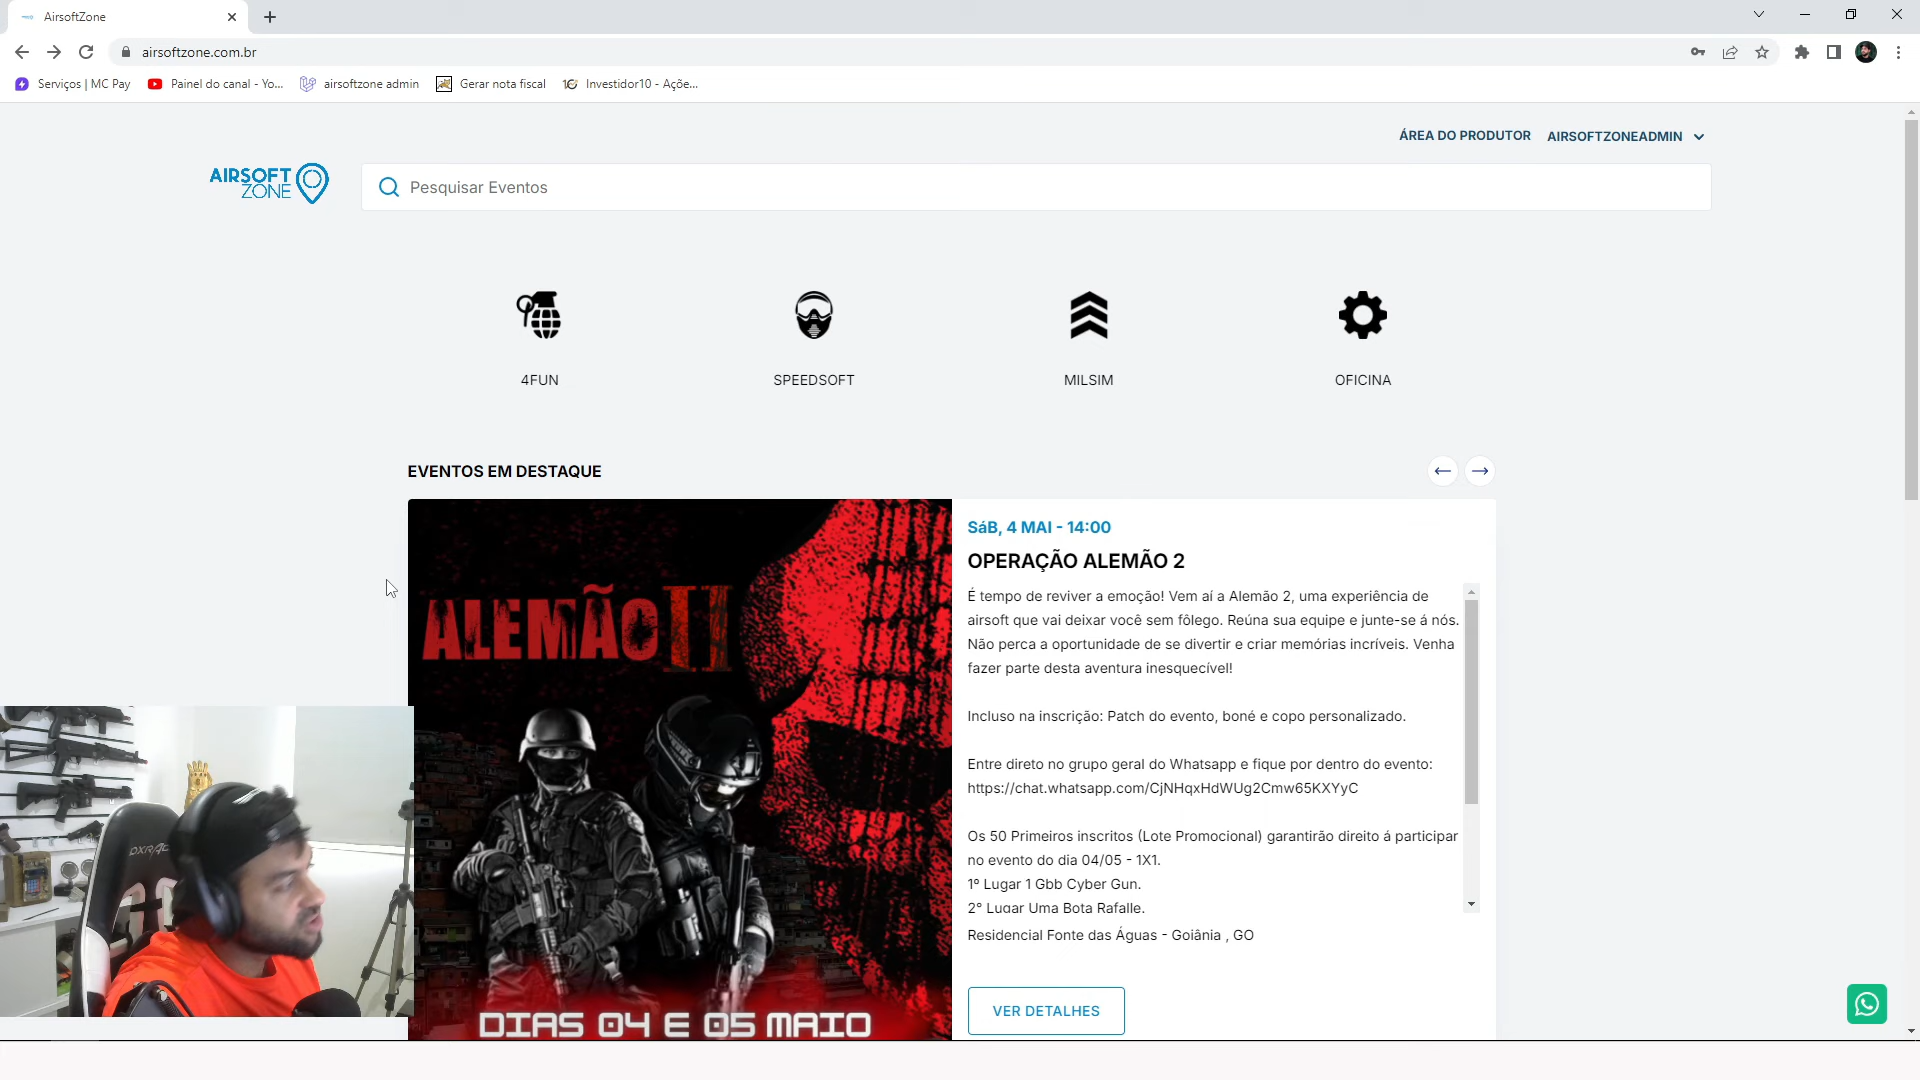 AirsoftZone
airsoftzone.com.br
Serviços | MC Pay
Painel do canal - Yo...
airsoftzone admin
Gerar nota fiscal
Investidor10 - Açõe...
ÁREA DO PRODUTOR
AIRSOFTZONEADMIN
AIRSOFT
ZONE
Pesquisar Eventos
4FUN
SPEEDSOFT
MILSIM
OFICINA
EVENTOS EM DESTAQUE
ALEMÃO II
DIAS 04 E 05 MAIO
SáB, 4 MAI - 14:00
OPERAÇÃO ALEMÃO 2
É tempo de reviver a emoção! Vem aí a Alemão 2, uma experiência de
airsoft que vai deixar você sem fôlego. Reúna sua equipe e junte-se á nós.
Não perca a oportunidade de se divertir e criar memórias incríveis. Venha
fazer parte desta aventura inesquecível!
Incluso na inscrição: Patch do evento, boné e copo personalizado.
Entre direto no grupo geral do Whatsapp e fique por dentro do evento:
https://chat.whatsapp.com/CjNHqxHdWUg2Cmw65KXYyC
Os 50 Primeiros inscritos (Lote Promocional) garantirão direito á participar
no evento do dia 04/05 - 1X1.
1º Lugar 1 Gbb Cyber Gun.
2° Lugar Uma Bota Rafalle.
Residencial Fonte das Águas - Goiânia , GO
VER DETALHES
DXRAC